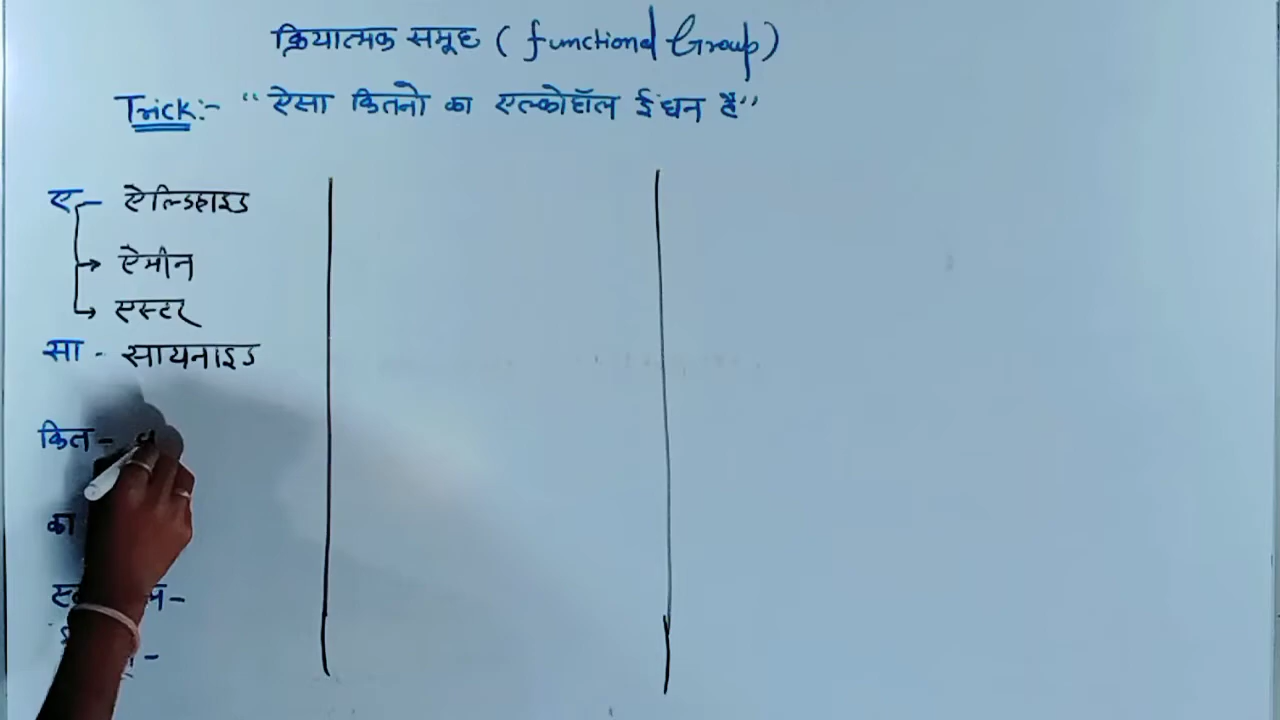 क्रियात्मक समूह ( functional Group)
Trick:- “ ऐसा कितनो का एल्कोहॉल ईंधन है”
ए - ऐल्डिहाइड
→ ऐमीन
→ एस्टर
सा - सायनाइड
कित-
का